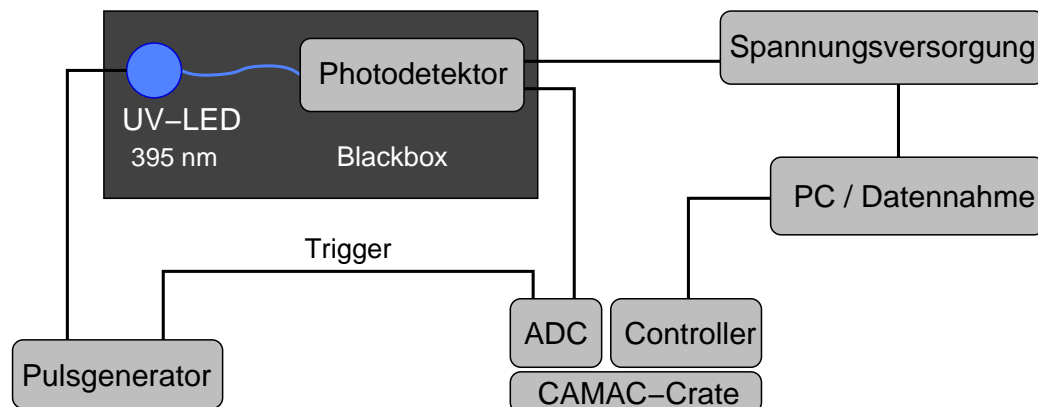 Spannungsversorgung
Photodetektor
UV−LED
395 nm
Blackbox
PC / Datennahme
Trigger
ADC
Controller
Pulsgenerator
CAMAC−Crate